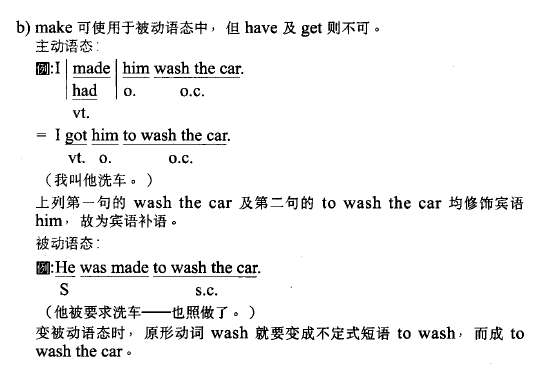 b) make 可使用于被动语态中，但 have 及 get 则不可。
主动语态：
例:I made him wash the car.
had o. o.c.
vt.
= I got him to wash the car.
vt. o. o.c.
（我叫他洗车。）
上列第一句的 wash the car 及第二句的 to wash the car 均修饰宾语
him，故为宾语补语。
被动语态：
例:He was made to wash the car.
S s.c.
（他被要求洗车——也照做了。）
变被动语态时，原形动词 wash 就要变成不定式短语 to wash，而成 to
wash the car。